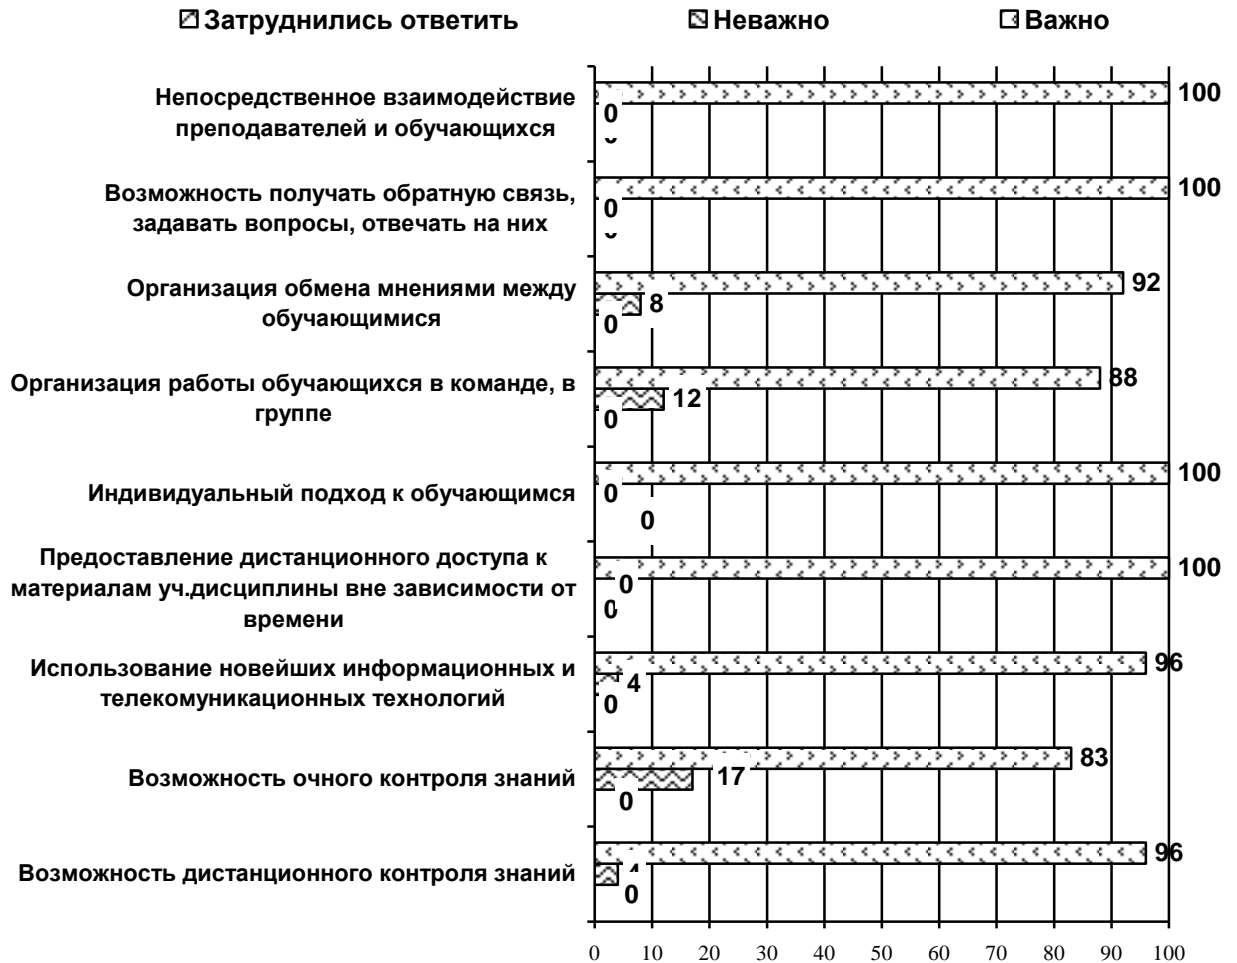 Затруднились ответить Неважно Важно
Непосредственное взаимодействие
преподавателей и обучающихся
100
0
Возможность получать обратную связь,
задавать вопросы, отвечать на них
100
0
Организация обмена мнениями между
обучающимися
92
8
0
Организация работы обучающихся в команде, в
группе
88
12
0
Индивидуальный подход к обучающимся
100
0
0
Предоставление дистанционного доступа к
материалам уч.дисциплины вне зависимости от
времени
100
0
0
Использование новейших информационных и
телекомуникационных технологий
96
4
0
Возможность очного контроля знаний
83
17
0
Возможность дистанционного контроля знаний
96
0
0 10 20 30 40 50 60 70 80 90 100